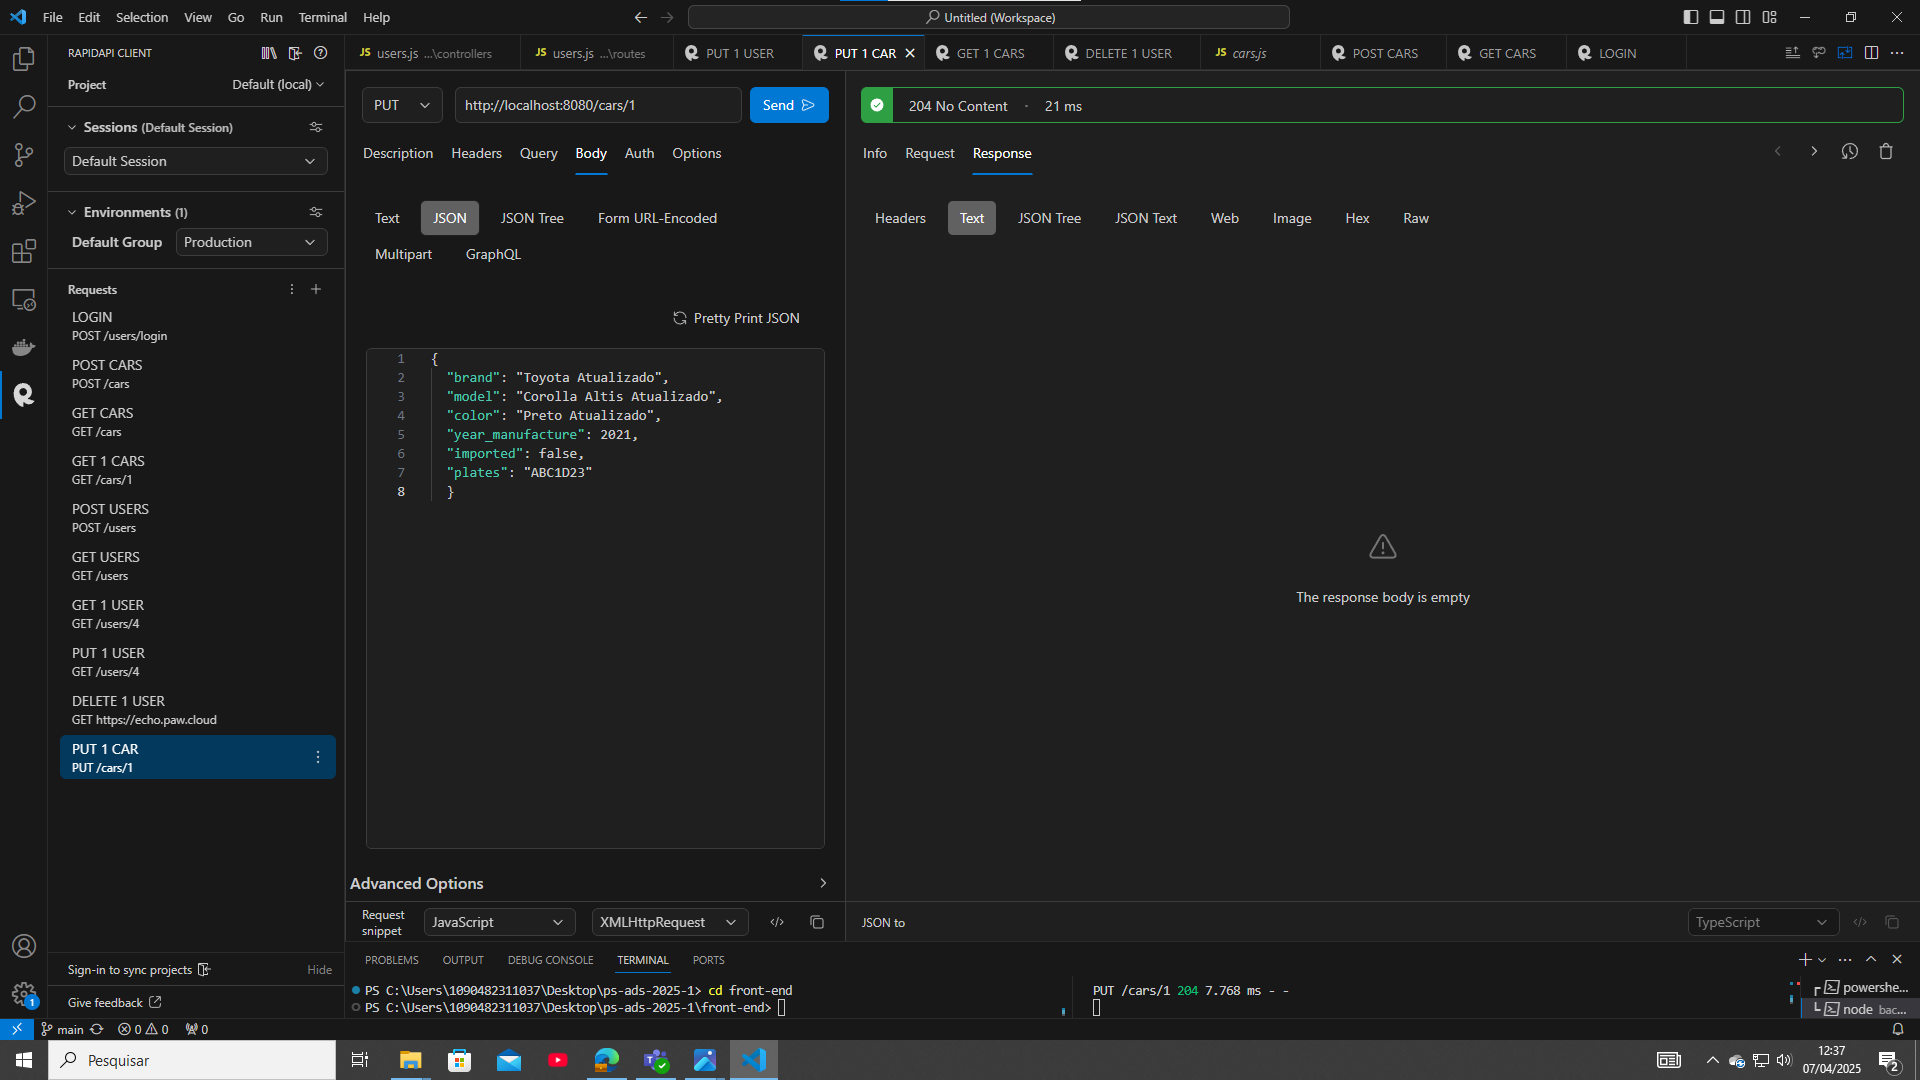 File Edit Selection View Go Run Terminal Help
Untitled (Workspace)
RAPIDAPI CLIENT
Project Default (local)
Sessions (Default Session)
Default Session
Environments (1)
Default Group Production
Requests
LOGIN
POST /users/login
POST CARS
POST /cars
GET CARS
GET /cars
GET 1 CARS
GET /cars/1
POST USERS
POST /users
GET USERS
GET /users
GET 1 USER
GET /users/4
PUT 1 USER
GET /users/4
DELETE 1 USER
GET https://echo.paw.cloud
PUT 1 CAR
PUT /cars/1
Sign-in to sync projects Hide
Give feedback
JS users.js ...\controllers JS users.js ...\routes PUT 1 USER PUT 1 CAR GET 1 CARS DELETE 1 USER JS cars.js POST CARS GET CARS LOGIN
PUT http://localhost:8080/cars/1 Send
Description Headers Query Body Auth Options
Text JSON JSON Tree Form URL-Encoded
Multipart GraphQL
Pretty Print JSON
1 {
2 "brand": "Toyota Atualizado",
3 "model": "Corolla Altis Atualizado",
4 "color": "Preto Atualizado",
5 "year_manufacture": 2021,
6 "imported": false,
7 "plates": "ABC1D23"
8 }
Advanced Options
Request snippet JavaScript XMLHttpRequest
204 No Content · 21 ms
Info Request Response
Headers Text JSON Tree JSON Text Web Image Hex Raw
The response body is empty
JSON to TypeScript
PROBLEMS OUTPUT DEBUG CONSOLE TERMINAL PORTS
PS C:\Users\1090482311037\Desktop\ps-ads-2025-1> cd front-end
PS C:\Users\1090482311037\Desktop\ps-ads-2025-1\front-end>
PUT /cars/1 204 7.768 ms - -
powershe...
node bac...
1
main 0 0 0
Pesquisar
12:37
07/04/2025
2